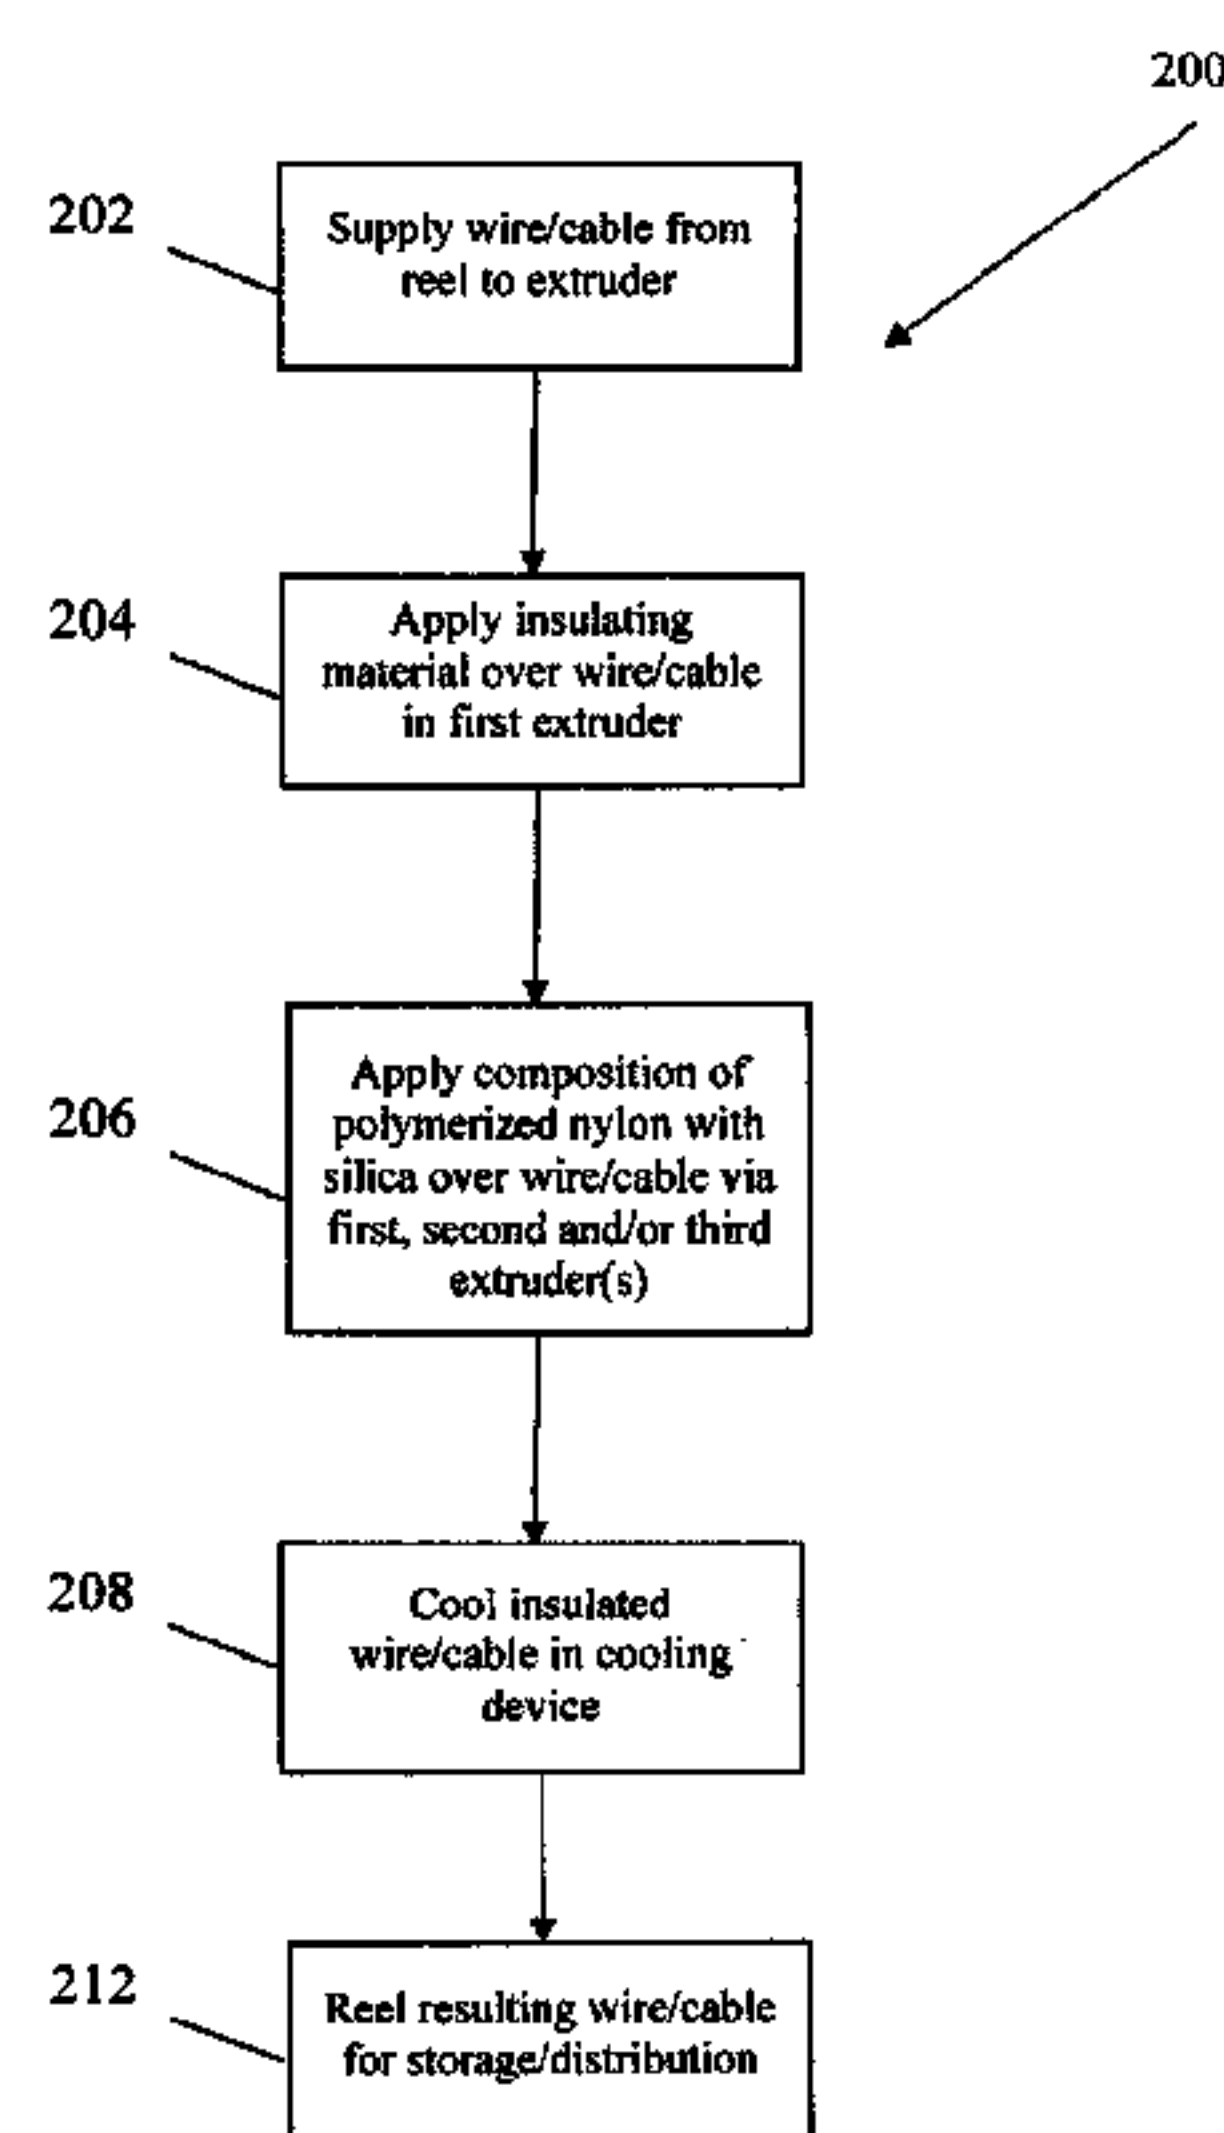 200
202
Supply wire/cable from
reel to extruder
204
Apply insulating
material over wire/cable
in first extruder
206
Apply composition of
polymerized nylon with
silica over wire/cable via
first, second and/or third
extruder(s)
208
Cool insulated
wire/cable in cooling
device
212
Reel resulting wire/cable
for storage/distribution